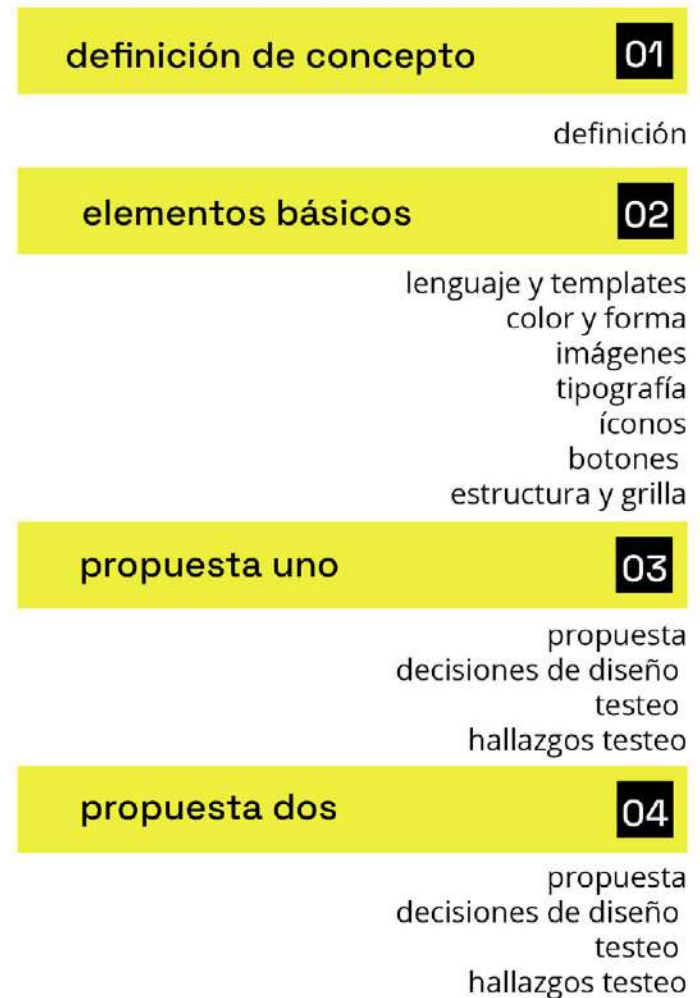 definición de concepto 01
definición
elementos básicos 02
lenguaje y templates
color y forma
imágenes
tipografía
íconos
botones
estructura y grilla
propuesta uno 03
propuesta
decisiones de diseño
testeo
hallazgos testeo
propuesta dos 04
propuesta
decisiones de diseño
testeo
hallazgos testeo